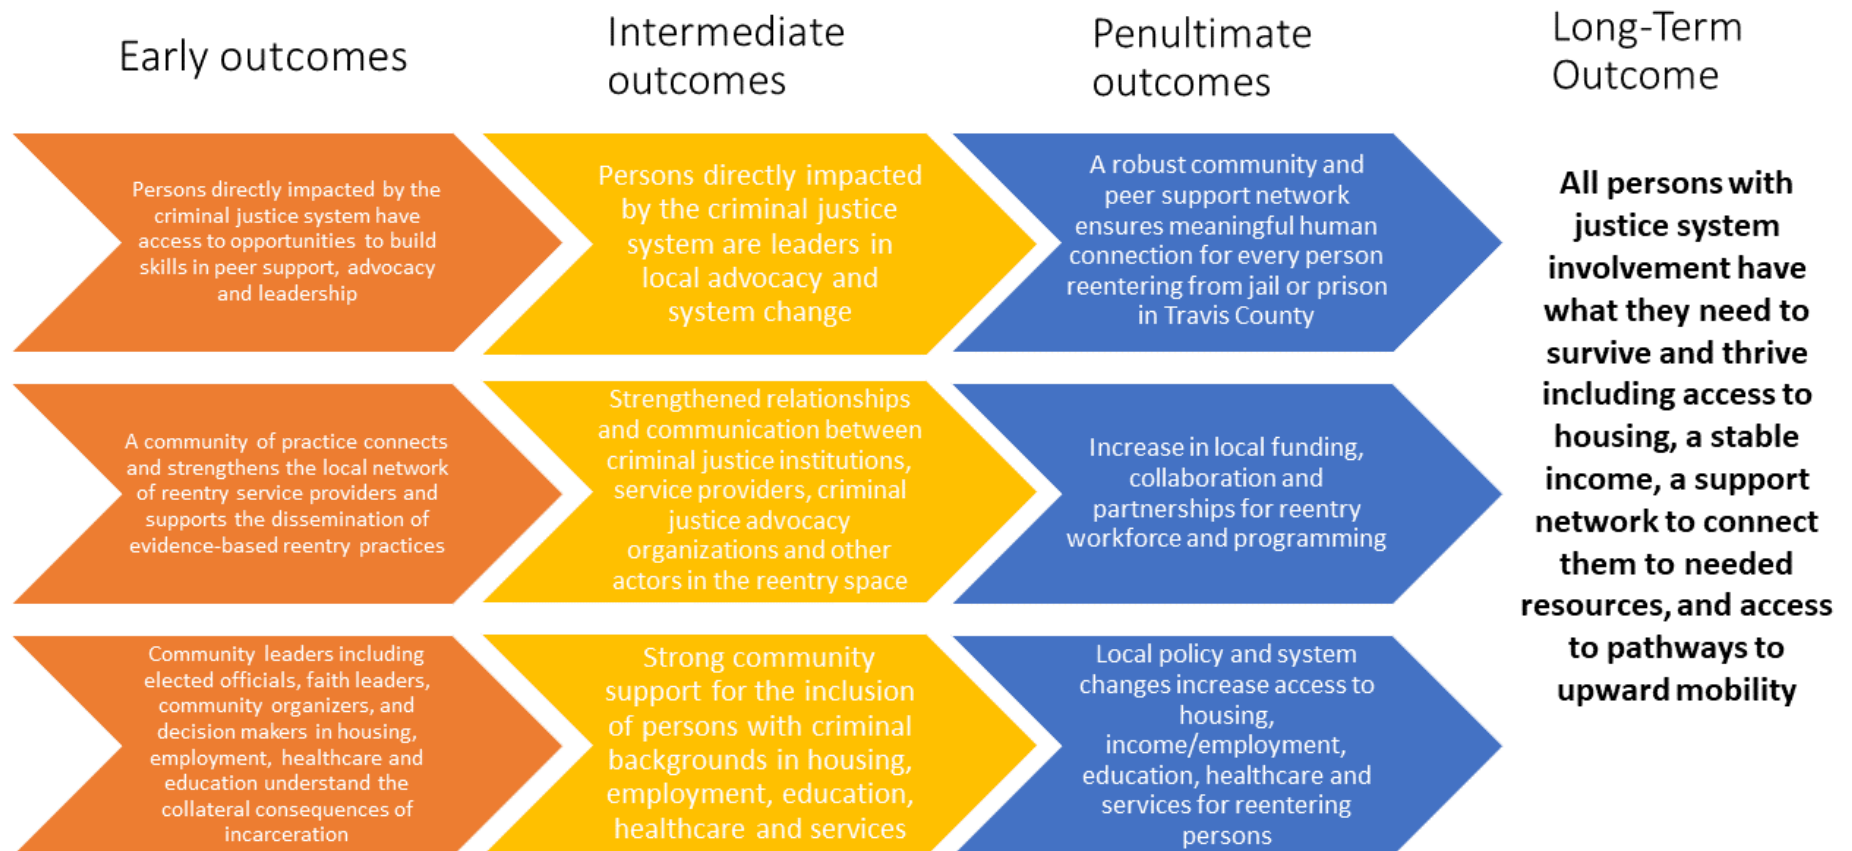 Early outcomes
Intermediate
outcomes
Penultimate
outcomes
Long-Term
Outcome
Persons directly impacted by the
criminal justice system have
access to opportunities to build
skills in peer support, advocacy
and leadership
Persons directly impacted
by the criminal justice
system are leaders in
local advocacy and
system change
A robust community and
peer support network
ensures meaningful human
connection for every person
reentering from jail or prison
in Travis County
A community of practice connects
and strengthens the local network
of reentry service providers and
supports the dissemination of
evidence-based reentry practices
Strengthened relationships
and communication between
criminal justice institutions,
service providers, criminal
justice advocacy
organizations and other
actors in the reentry space
Increase in local funding,
collaboration and
partnerships for reentry
workforce and programming
Community leaders including
elected officials, faith leaders,
community organizers, and
decision makers in housing,
employment, healthcare and
education understand the
collateral consequences of
incarceration
Strong community
support for the inclusion
of persons with criminal
backgrounds in housing,
employment, education,
healthcare and services
Local policy and system
changes increase access to
housing,
income/employment,
education, healthcare and
services for reentering
persons
All persons with
justice system
involvement have
what they need to
survive and thrive
including access to
housing, a stable
income, a support
network to connect
them to needed
resources, and access
to pathways to
upward mobility